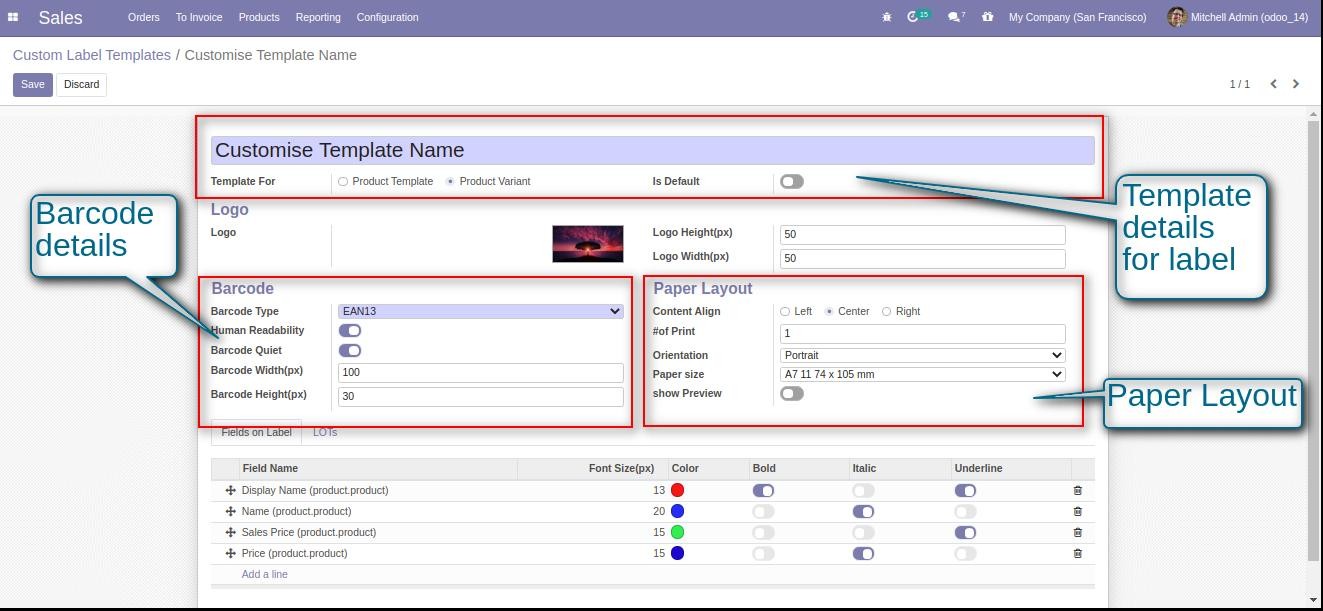 Sales Orders To Invoice Products Reporting Configuration 15 7 My Company (San Francisco) Mitchell Admin (odoo_14)
Custom Label Templates / Customise Template Name
Save Discard 1 / 1
Customise Template Name
Template For Product Template Product Variant Is Default
Template
details
for label
Barcode
details
Logo
Logo Logo Height(px) 50
Logo Width(px) 50
Barcode Paper Layout
Barcode Type EAN13 Content Align Left Center Right
Human Readability #of Print 1
Barcode Quiet Orientation Portrait
Barcode Width(px) 100 Paper size A7 11 74 x 105 mm
Barcode Height(px) 30 show Preview
Paper Layout
Fields on Label LOTs
Field Name Font Size(px) Color Bold Italic Underline
Display Name (product.product) 13
Name (product.product) 20
Sales Price (product.product) 15
Price (product.product) 15
Add a line